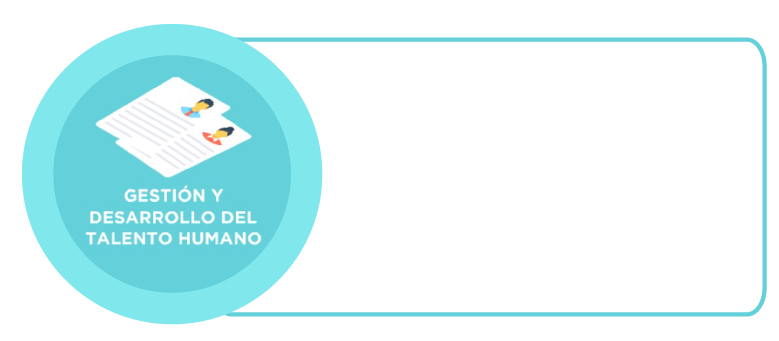 GESTIÓN Y
DESARROLLO DEL
TALENTO HUMANO